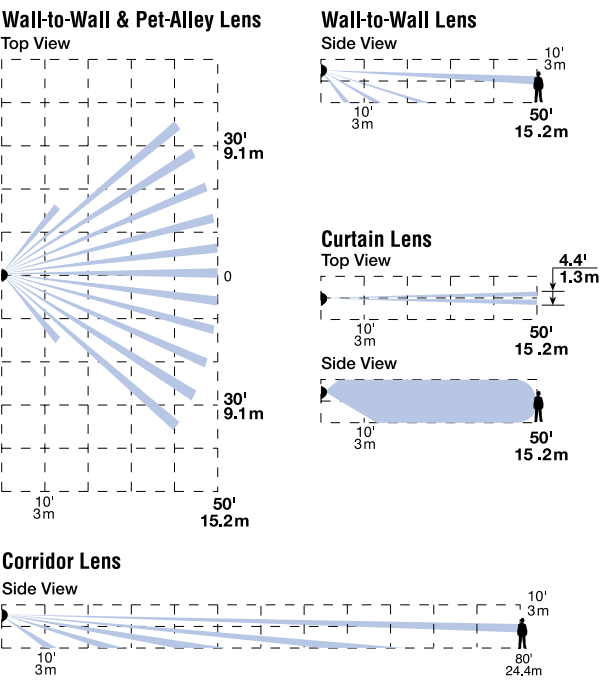 Wall-to-Wall & Pet-Alley Lens
Top View
30'
9.1m
0
30'
9.1m
10'
3m
50'
15.2m
Wall-to-Wall Lens
Side View
10'
3m
10'
3m
50'
15.2m
Curtain Lens
Top View
4.4'
1.3m
10'
3m
50'
15.2m
Side View
10'
3m
50'
15.2m
Corridor Lens
Side View
10'
3m
10'
3m
80'
24,4m